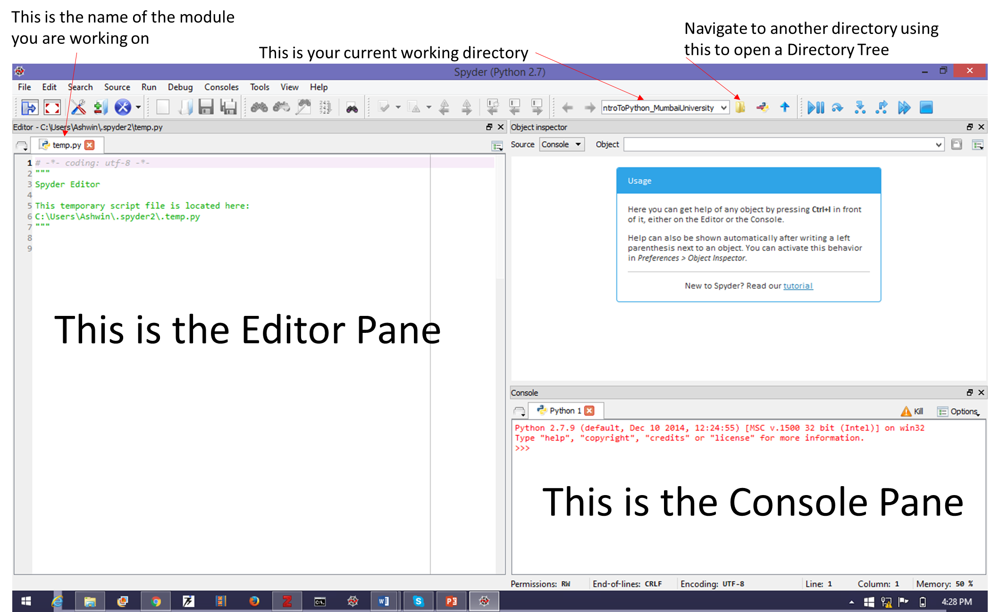 This is the name of the module
you are working on
This is your current working directory
Navigate to another directory using
this to open a Directory Tree
Spyder (Python 2.7)
File Edit Search Source Run Debug Consoles Tools View Help
ntroToPython_MumbaiUniversity
Editor - C:\Users\Ashwin\.spyder2\temp.py
temp.py
1 # -*- coding: utf-8 -*-
2 """
3 Spyder Editor
4
5 This temporary script file is located here:
6 C:\Users\Ashwin\.spyder2\.temp.py
7 """
8
9
This is the Editor Pane
Object inspector
Source Console Object
Usage
Here you can get help of any object by pressing Ctrl+I in front
of it, either on the Editor or the Console.
Help can also be shown automatically after writing a left
parenthesis next to an object. You can activate this behavior
in Preferences > Object Inspector.
New to Spyder? Read our tutorial
Console
Python 1
Kill Options
Python 2.7.9 (default, Dec 10 2014, 12:24:55) [MSC v.1500 32 bit (Intel)] on win32
Type "help", "copyright", "credits" or "license" for more information.
>>>
This is the Console Pane
Permissions: RW End-of-lines: CRLF Encoding: UTF-8 Line: 1 Column: 1 Memory: 50 %
4:28 PM